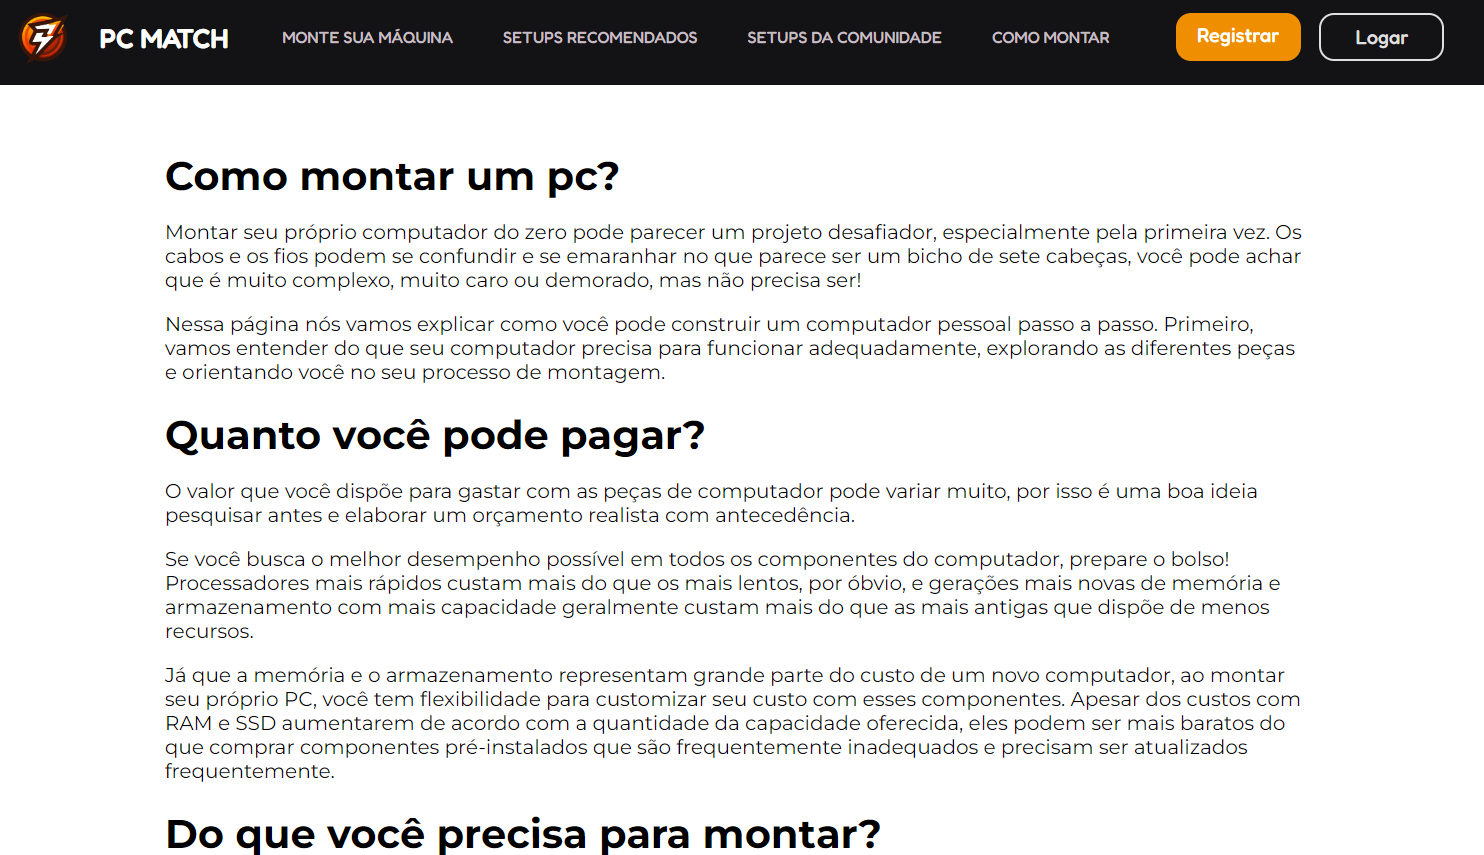 PC MATCH
MONTE SUA MÁQUINA
SETUPS RECOMENDADOS
SETUPS DA COMUNIDADE
COMO MONTAR
Registrar
Logar
Como montar um pc?
Montar seu próprio computador do zero pode parecer um projeto desafiador, especialmente pela primeira vez. Os
cabos e os fios podem se confundir e se emaranhar no que parece ser um bicho de sete cabeças, você pode achar
que é muito complexo, muito caro ou demorado, mas não precisa ser!
Nessa página nós vamos explicar como você pode construir um computador pessoal passo a passo. Primeiro,
vamos entender do que seu computador precisa para funcionar adequadamente, explorando as diferentes peças
e orientando você no seu processo de montagem.
Quanto você pode pagar?
O valor que você dispõe para gastar com as peças de computador pode variar muito, por isso é uma boa ideia
pesquisar antes e elaborar um orçamento realista com antecedência.
Se você busca o melhor desempenho possível em todos os componentes do computador, prepare o bolso!
Processadores mais rápidos custam mais do que os mais lentos, por óbvio, e gerações mais novas de memória e
armazenamento com mais capacidade geralmente custam mais do que as mais antigas que dispõe de menos
recursos.
Já que a memória e o armazenamento representam grande parte do custo de um novo computador, ao montar
seu próprio PC, você tem flexibilidade para customizar seu custo com esses componentes. Apesar dos custos com
RAM e SSD aumentarem de acordo com a quantidade da capacidade oferecida, eles podem ser mais baratos do
que comprar componentes pré-instalados que são frequentemente inadequados e precisam ser atualizados
frequentemente.
Do que você precisa para montar?